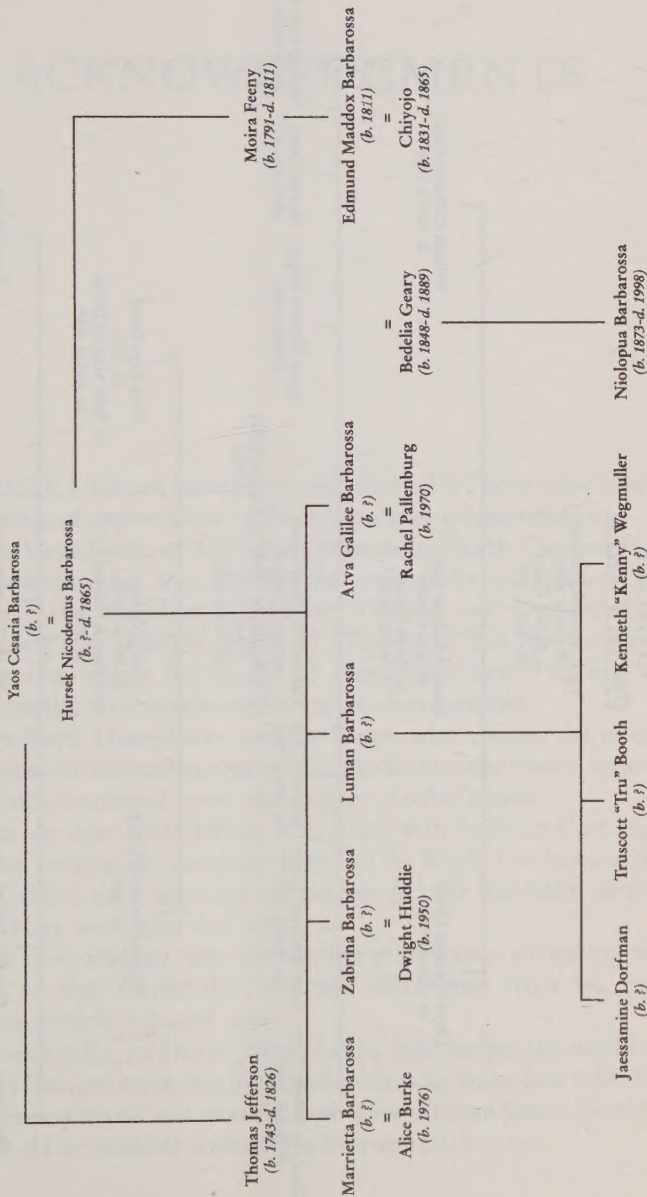 Yaos Cesaria Barbarossa
(b. ?)
=
Hursek Nicodemus Barbarossa
(b. ?- d. 1865)
Thomas Jefferson
(b. 1743-d. 1826)
Moira Feeny
(b. 1791-d. 1811)
Marrietta Barbarossa
(b. ?)
=
Alice Burke
(b. 1976)
Zabrina Barbarossa
(b. ?)
=
Dwight Huddie
(b. 1950)
Luman Barbarossa
(b. ?)
Atva Galilee Barbarossa
(b. ?)
=
Rachel Pallenburg
(b. 1970)
=
Bedelia Geary
(b. 1848-d. 1889)
Edmund Maddox Barbarossa
(b. 1811)
=
Chiyojo
(b. 1831-d. 1865)
Jaessamine Dorfman
(b. ?)
Truscott "Tru" Booth
(b. ?)
Kenneth "Kenny" Wegmuller
(b. ?)
Niolopua Barbarossa
(b. 1873-d. 1998)